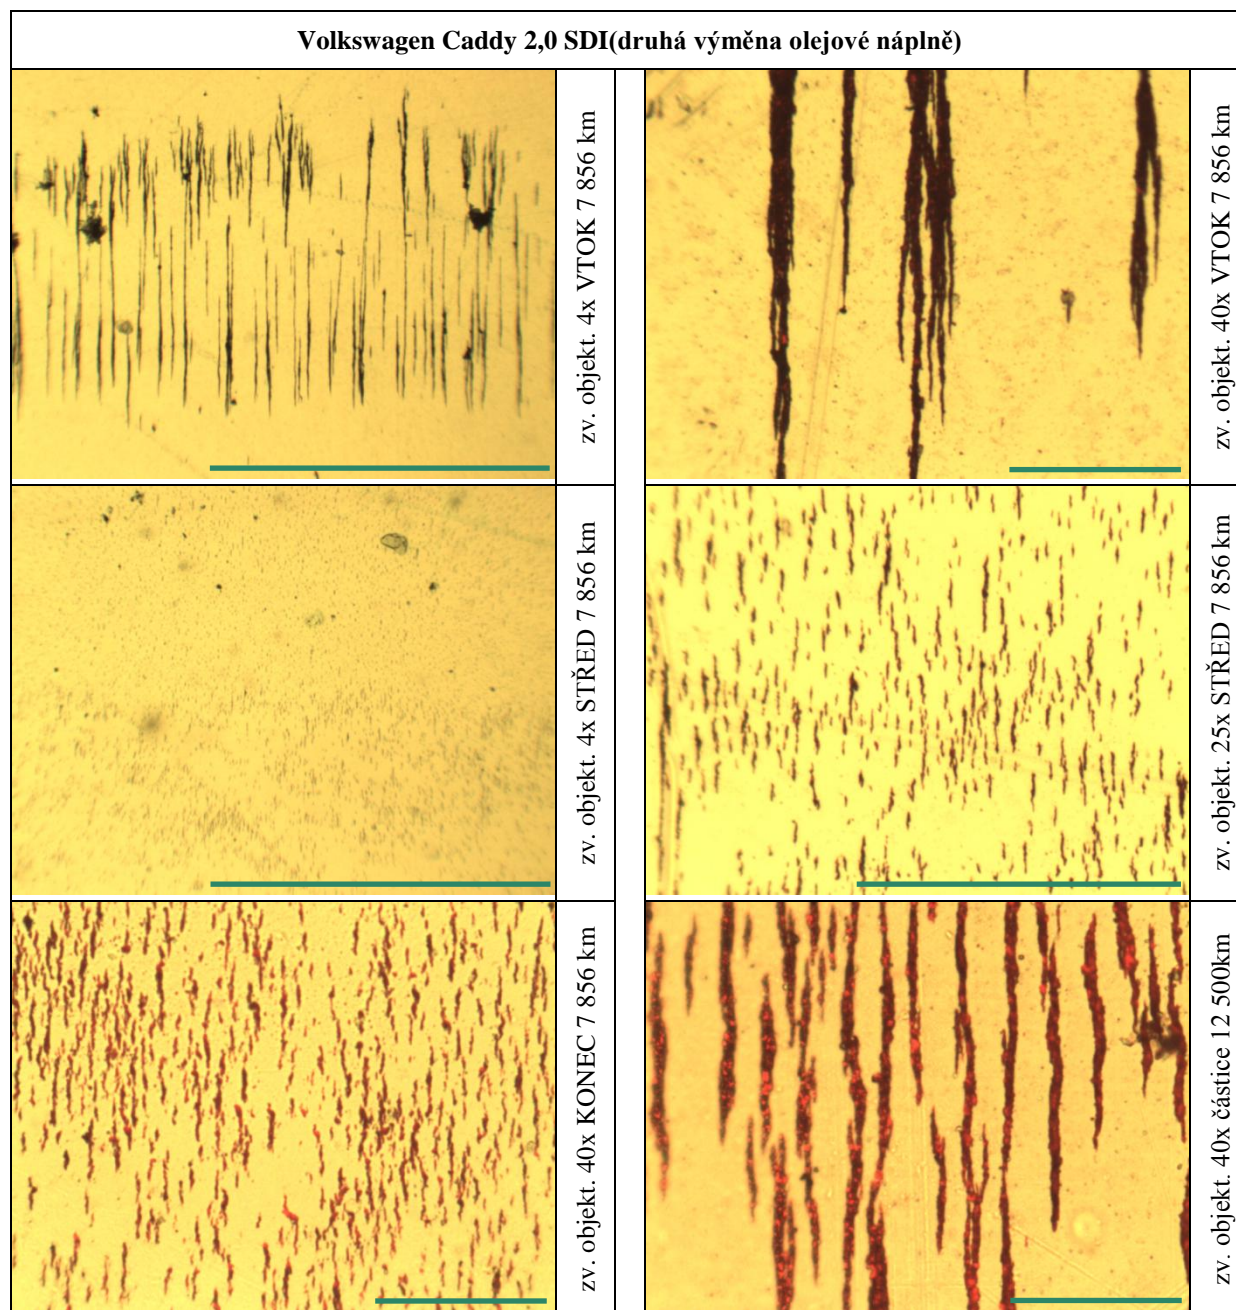 Volkswagen Caddy 2,0 SDI(druhá výměna olejové náplně)
zv. objekt. 4x VTOK 7 856 km
zv. objekt. 40x VTOK 7 856 km
zv. objekt. 4x STŘED 7 856 km
zv. objekt. 25x STŘED 7 856 km
zv. objekt. 40x KONEC 7 856 km
zv. objekt. 40x částice 12 500km